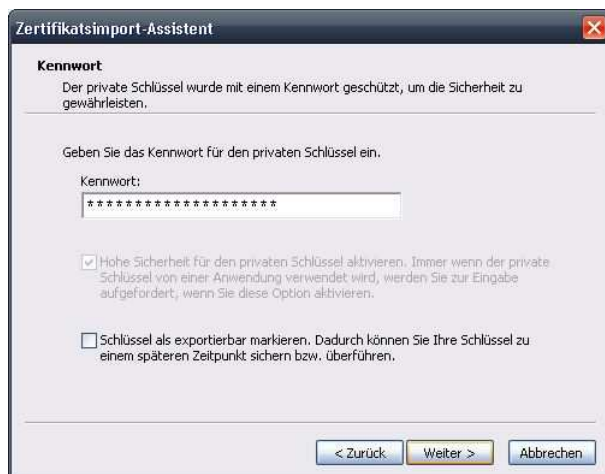 Zertifikatsimport-Assistent
Kennwort
Der private Schlüssel wurde mit einem Kennwort geschützt, um die Sicherheit zu
gewährleisten.
Geben Sie das Kennwort für den privaten Schlüssel ein.
Kennwort:
********************
Hohe Sicherheit für den privaten Schlüssel aktivieren. Immer wenn der private
Schlüssel von einer Anwendung verwendet wird, werden Sie zur Eingabe
aufgefordert, wenn Sie diese Option aktivieren.
Schlüssel als exportierbar markieren. Dadurch können Sie Ihre Schlüssel zu
einem späteren Zeitpunkt sichern bzw. überführen.
< Zurück Weiter > Abbrechen